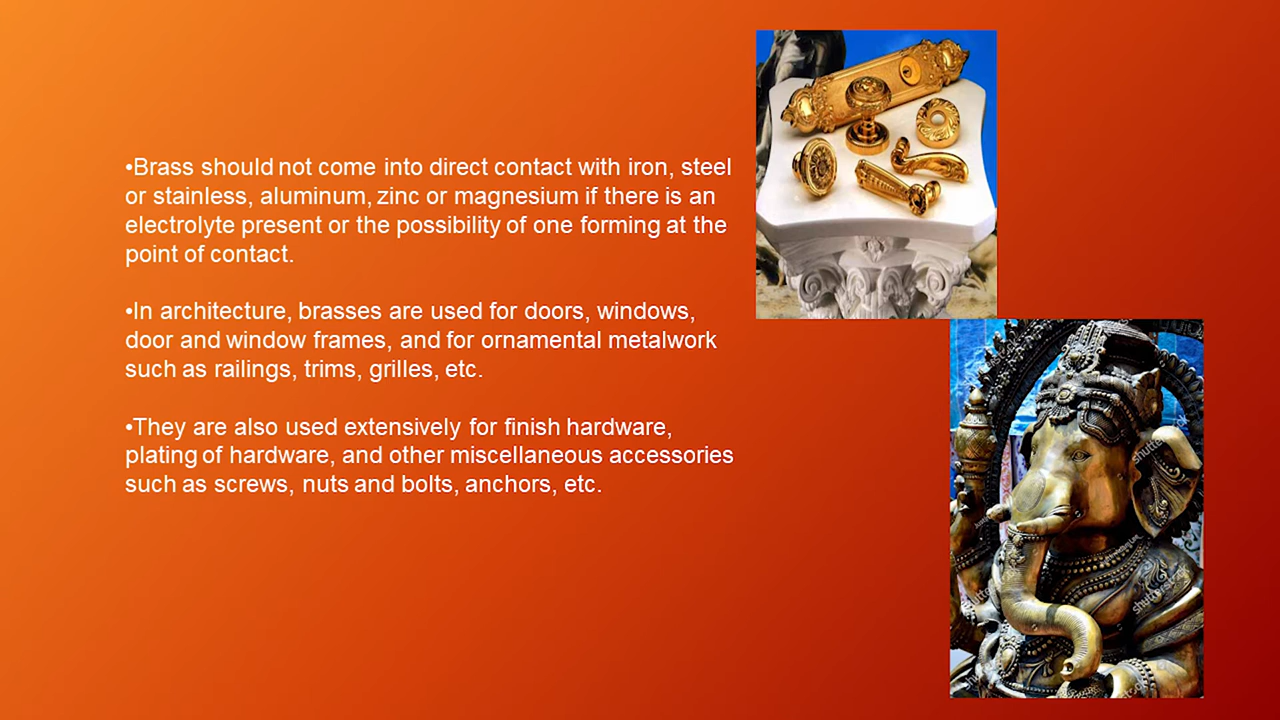 •Brass should not come into direct contact with iron, steel
or stainless, aluminum, zinc or magnesium if there is an
electrolyte present or the possibility of one forming at the
point of contact.
•In architecture, brasses are used for doors, windows,
door and window frames, and for ornamental metalwork
such as railings, trims, grilles, etc.
•They are also used extensively for finish hardware,
plating of hardware, and other miscellaneous accessories
such as screws, nuts and bolts, anchors, etc.